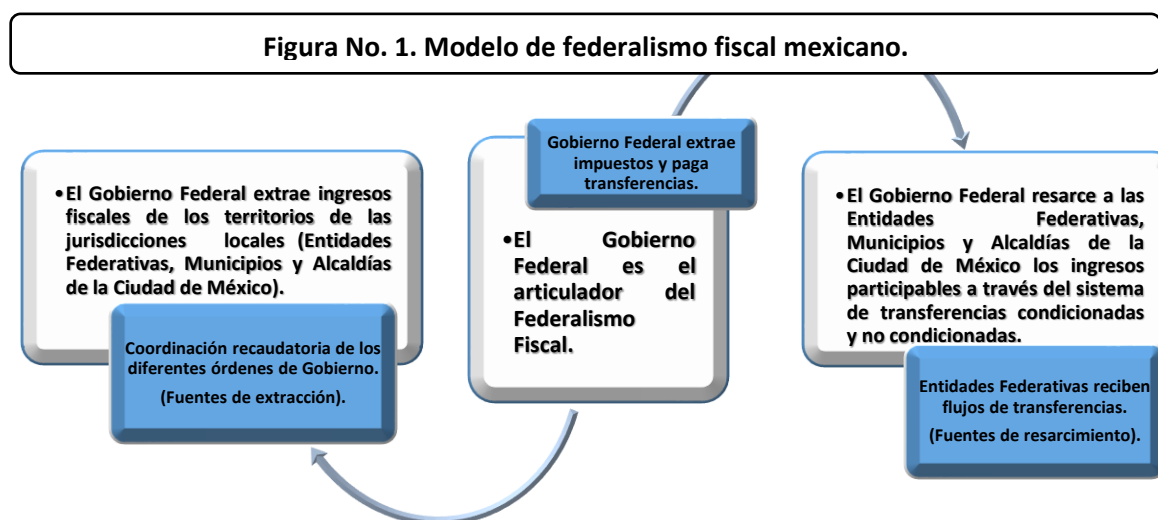 Figura No. 1. Modelo de federalismo fiscal mexicano.
•El Gobierno Federal extrae ingresos
fiscales de los territorios de las
jurisdicciones locales (Entidades
Federativas, Municipios y Alcaldías
de la Ciudad de México).
Coordinación recaudatoria de los
diferentes órdenes de Gobierno.
(Fuentes de extracción).
Gobierno Federal extrae
impuestos y paga
transferencias.
•El Gobierno
Federal es el
articulador del
Federalismo
Fiscal.
•El Gobierno Federal resarce a las
Entidades Federativas,
Municipios y Alcaldías de la
Ciudad de México los ingresos
participables a través del sistema
de transferencias condicionadas
y no condicionadas.
Entidades Federativas reciben
flujos de transferencias.
(Fuentes de resarcimiento).